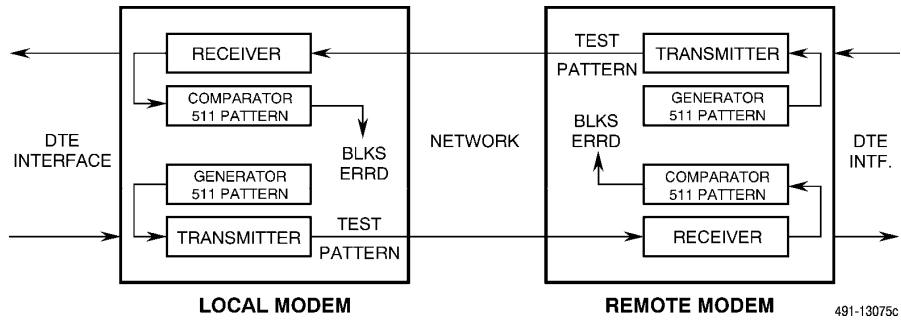 RECEIVER
COMPARATOR
511 PATTERN
BLKS
ERRD
GENERATOR
511 PATTERN
TRANSMITTER
TEST
PATTERN
DTE
INTERFACE
LOCAL MODEM
NETWORK
TEST
PATTERN
TRANSMITTER
GENERATOR
511 PATTERN
BLKS
ERRD
COMPARATOR
511 PATTERN
RECEIVER
DTE
INTF.
REMOTE MODEM
491-13075c